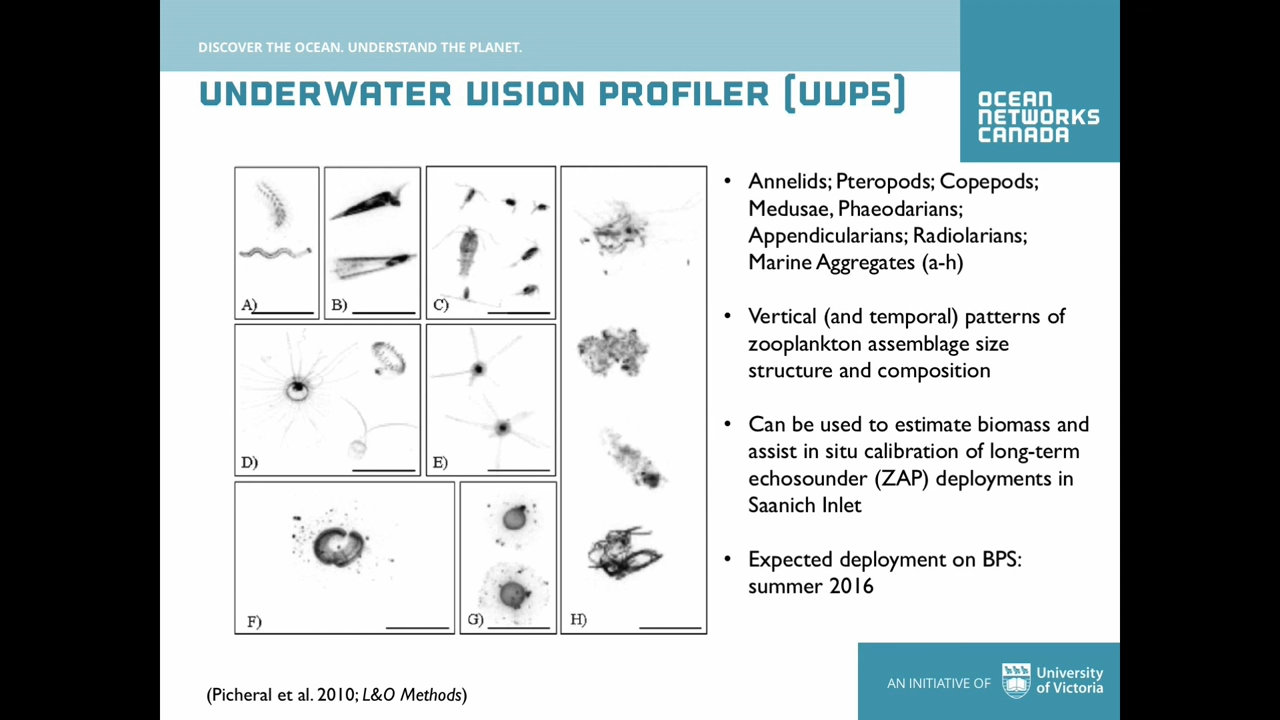 DISCOVER THE OCEAN. UNDERSTAND THE PLANET.
UNDERWATER VISION PROFILER (UVP5)
OCEAN
NETWORKS
CANADA
A)
B)
C)
D)
E)
F)
G)
H)
• Annelids; Pteropods; Copepods;
Medusae, Phaeodarians;
Appendicularians; Radiolarians;
Marine Aggregates (a-h)
• Vertical (and temporal) patterns of
zooplankton assemblage size
structure and composition
• Can be used to estimate biomass and
assist in situ calibration of long-term
echosounder (ZAP) deployments in
Saanich Inlet
• Expected deployment on BPS:
summer 2016
(Picheral et al. 2010; L&O Methods)
AN INITIATIVE OF
University
of Victoria